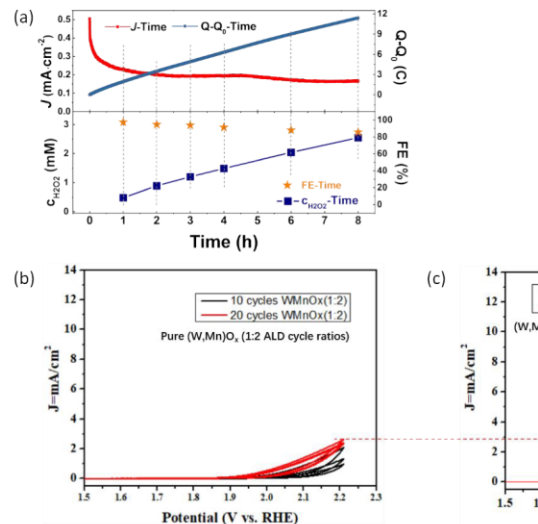 (a)
J-Time
Q-Q₀-Time
0.5
0.4
0.3
0.2
0.1
0.0
J (mA·cm⁻²)
12
9
6
3
0
Q-Q₀ (C)
3
2
1
0
c_H2O2 (mM)
100
80
60
40
20
0
FE (%)
FE-Time
c_H2O2-Time
0 1 2 3 4 5 6 7 8
Time (h)
(b)
14
12
10
8
6
4
2
0
J=mA/cm²
10 cycles WMnOx(1:2)
20 cycles WMnOx(1:2)
Pure (W,Mn)Oₓ (1:2 ALD cycle ratios)
1.5 1.6 1.7 1.8 1.9 2.0 2.1 2.2 2.3
Potential (V vs. RHE)
(c)
14
12
10
8
6
4
2
0
J=mA/cm²
(W,M
1.5